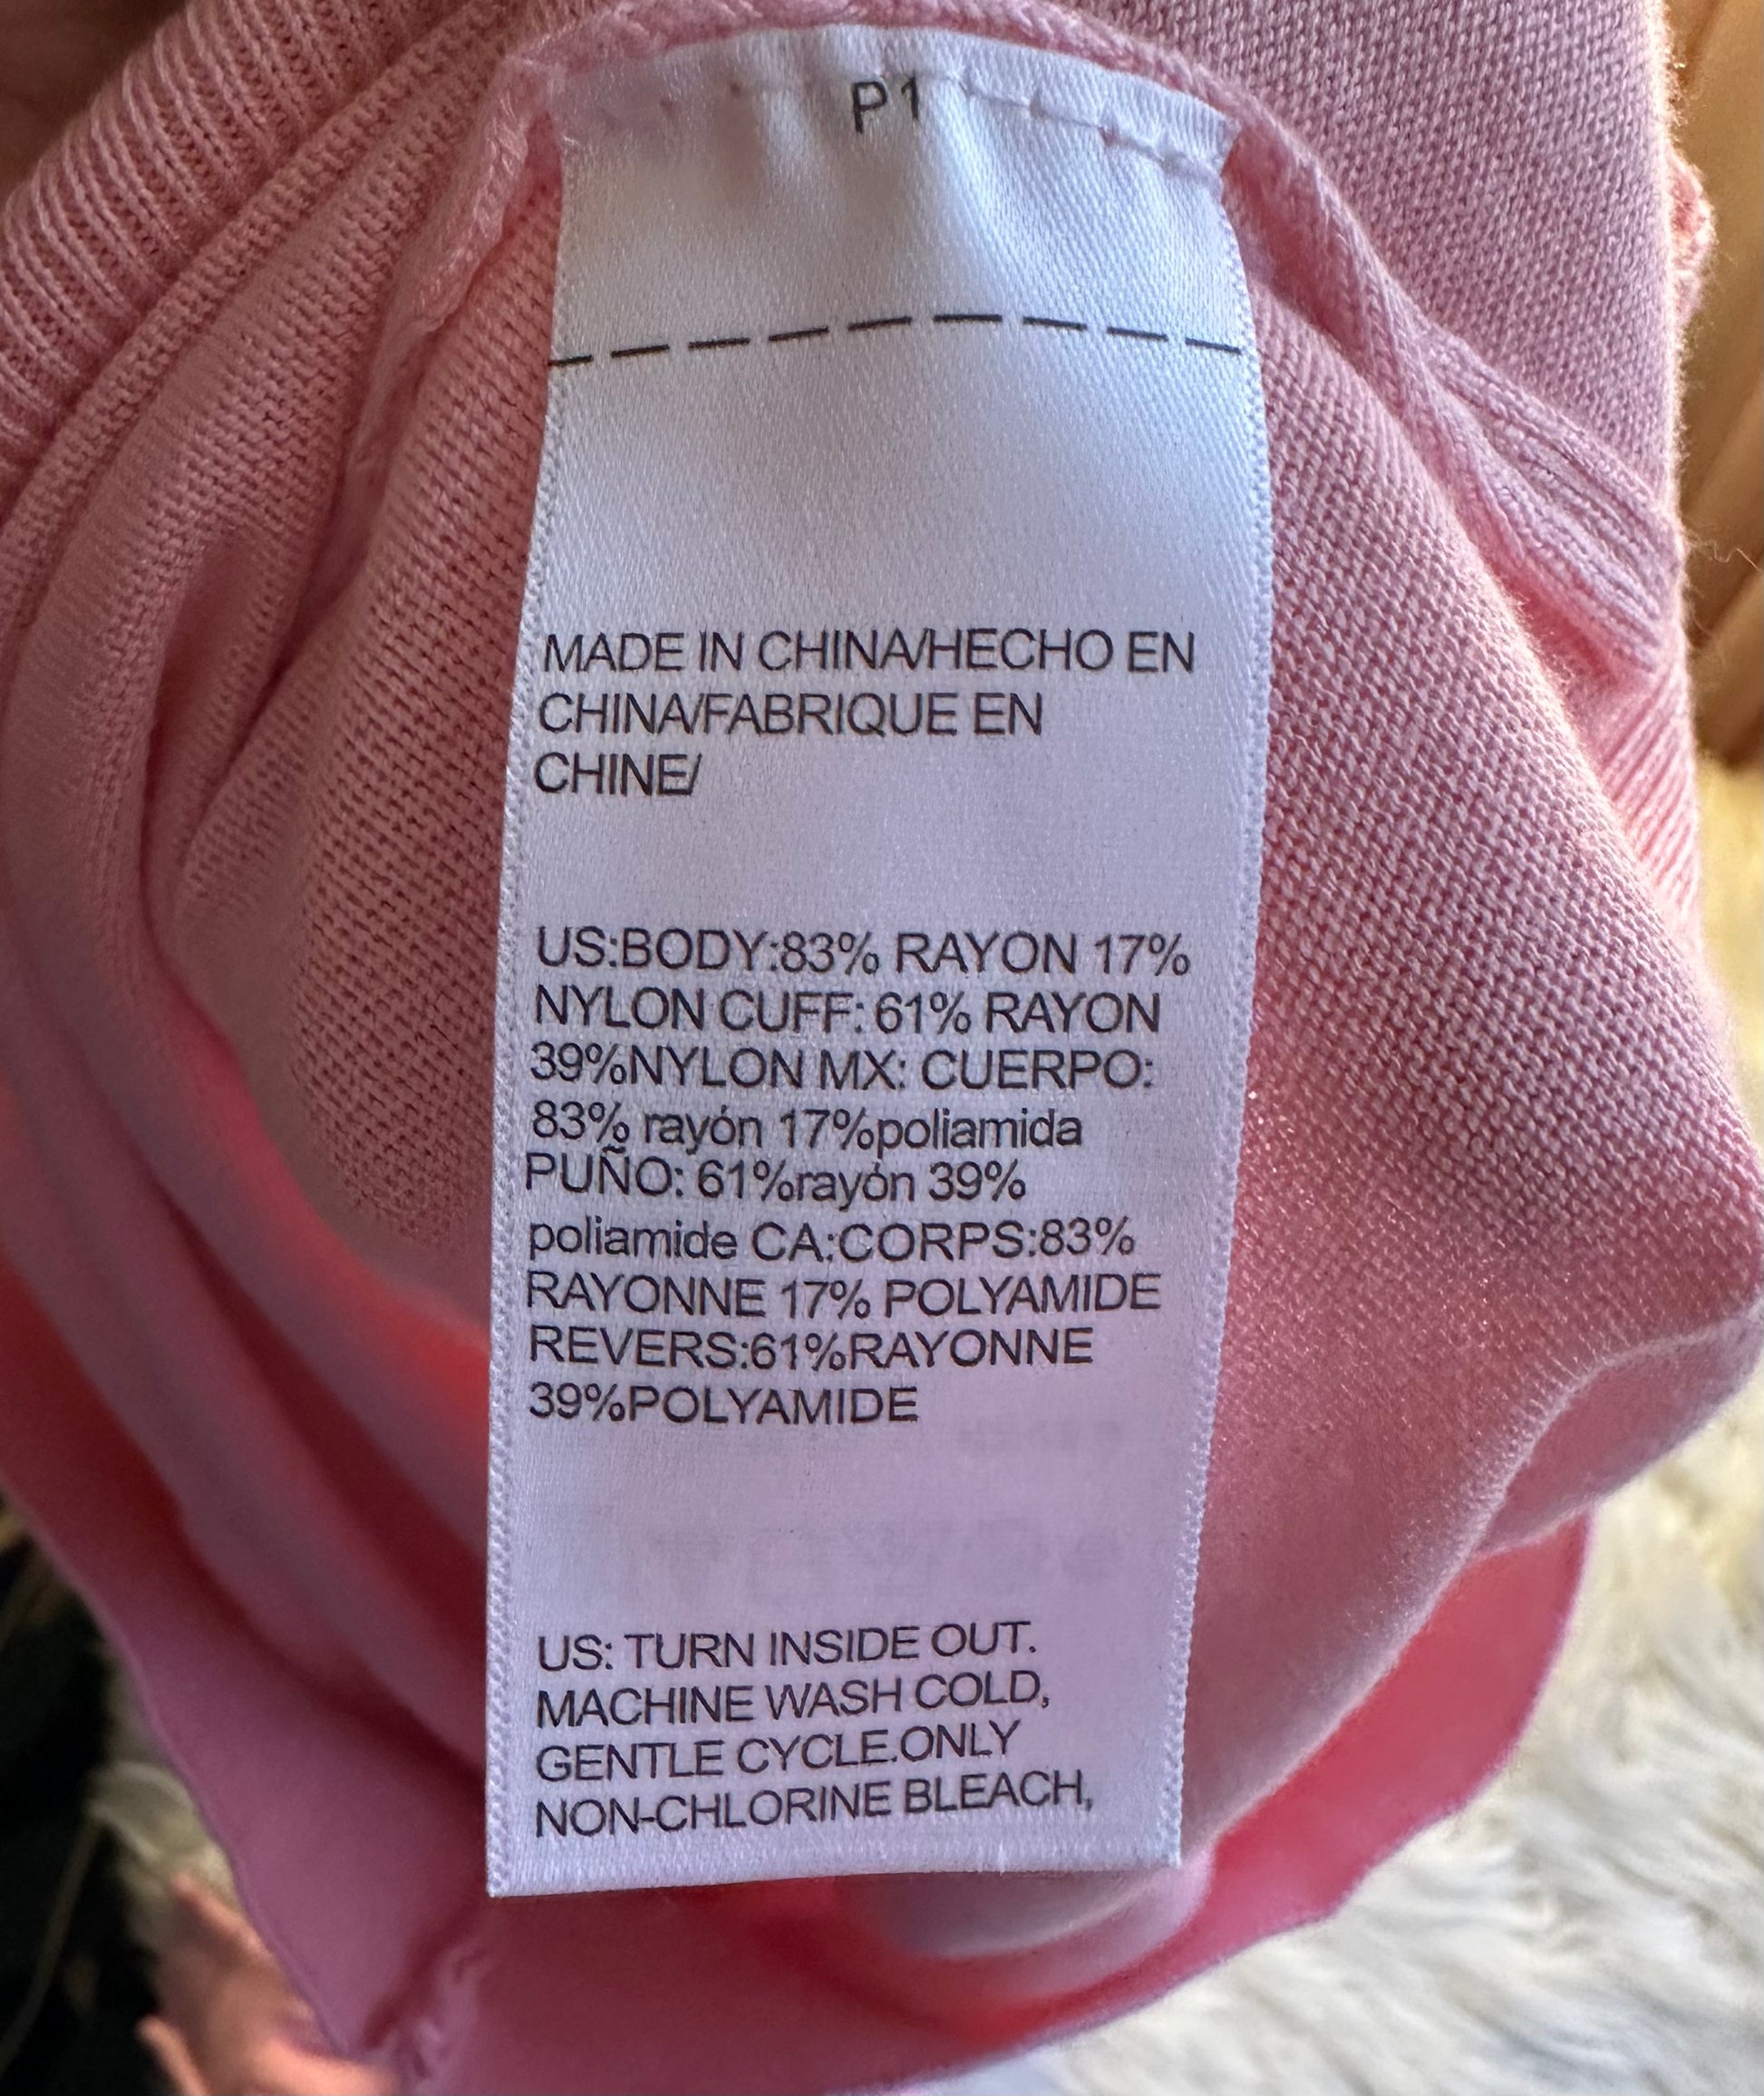 P1
MADE IN CHINA/HECHO EN
CHINA/FABRIQUE EN
CHINE/
US:BODY:83% RAYON 17%
NYLON CUFF: 61% RAYON
39%NYLON MX: CUERPO:
83% rayón 17%poliamida
PUÑO: 61%rayón 39%
poliamide CA:CORPS:83%
RAYONNE 17% POLYAMIDE
REVERS:61%RAYONNE
39%POLYAMIDE
US: TURN INSIDE OUT.
MACHINE WASH COLD,
GENTLE CYCLE.ONLY
NON-CHLORINE BLEACH,